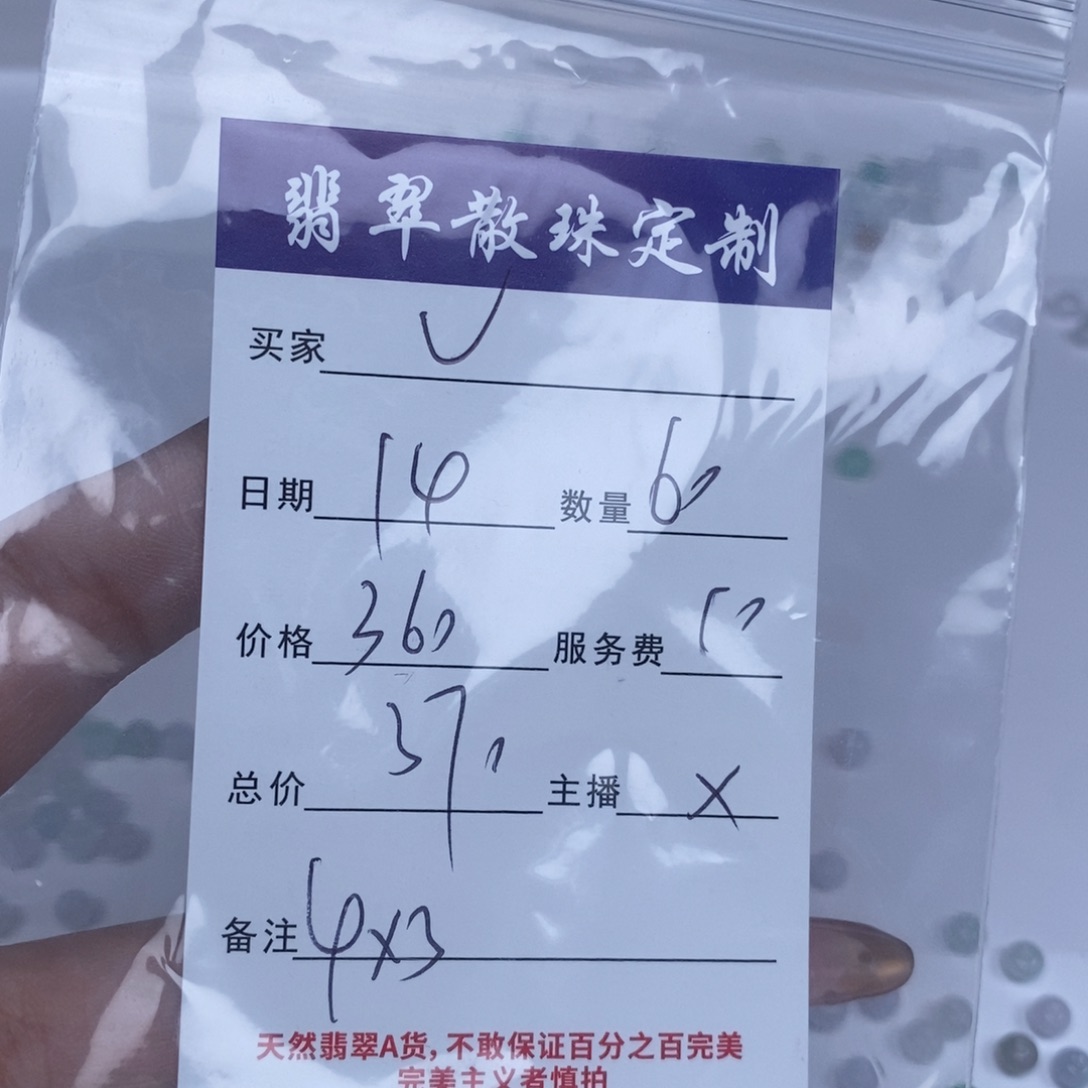 翡翠散珠定制
买家 J
日期 14 数量 60
价格 360 服务费 10
总价 370 主播 X
备注 4x3
天然翡翠A货, 不敢保证百分之百完美
完美主义者慎拍